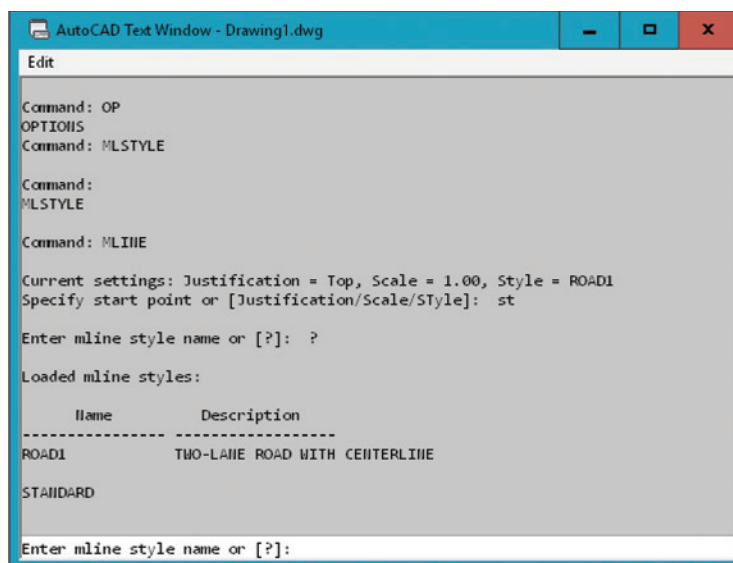 AutoCAD Text Window - Drawing1.dwg
Edit
Command: OP
OPTIONS
Command: MLSTYLE
Command:
MLSTYLE
Command: MLINE
Current settings: Justification = Top, Scale = 1.00, Style = ROAD1
Specify start point or [Justification/Scale/STyle]: st
Enter mline style name or [?]: ?
Loaded mline styles:
Name Description
---------------- ------------------
ROAD1 TWO-LANE ROAD WITH CENTERLINE
STANDARD
Enter mline style name or [?]: